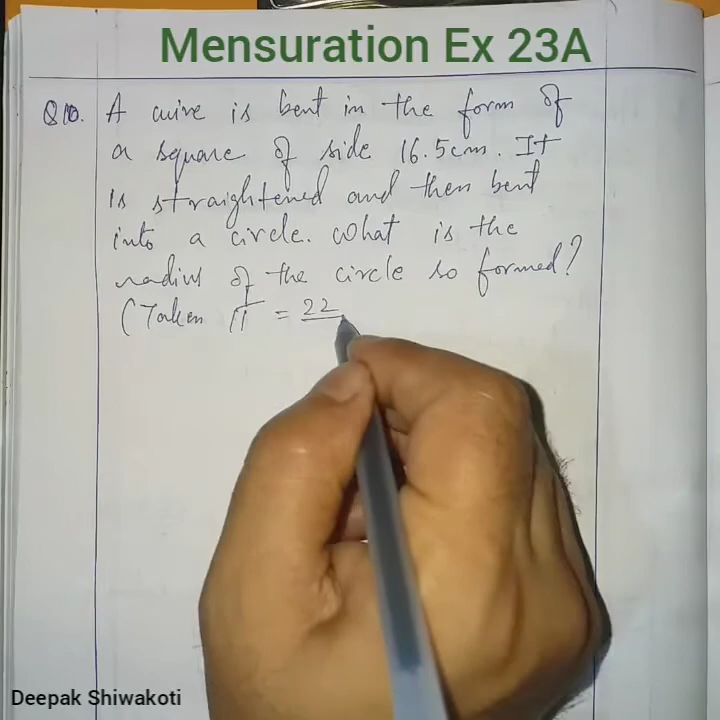 Mensuration Ex 23A
Q10. A wire is bent in the form of
a square of side 16.5cm. It
is straightened and then bent
into a circle. What is the
radius of the circle so formed?
(Taken π = 22
Deepak Shiwakoti